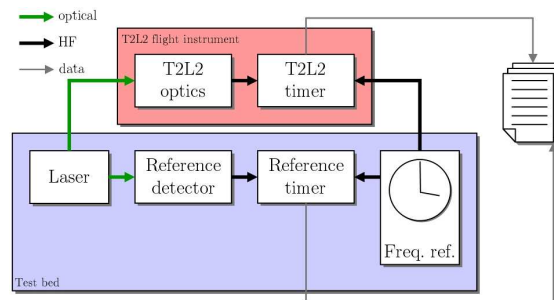 optical
HF
data
T2L2 flight instrument
T2L2
optics
T2L2
timer
Laser
Reference
detector
Reference
timer
Freq. ref.
Test bed